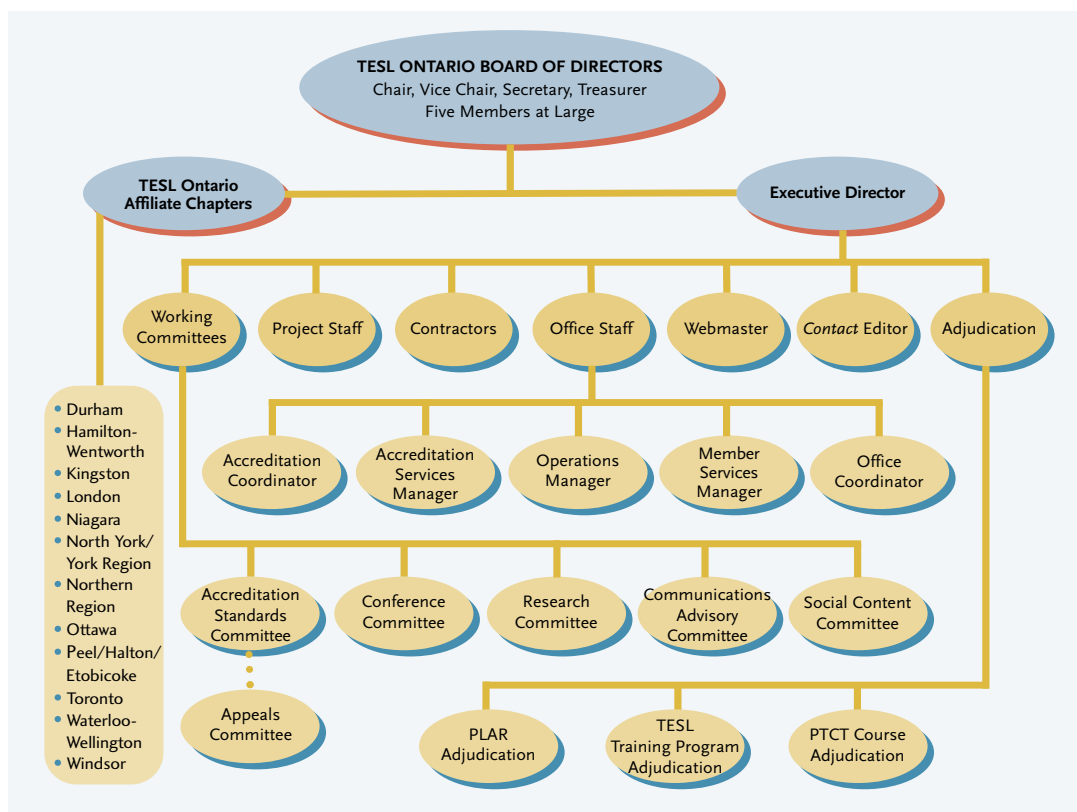 TESL ONTARIO BOARD OF DIRECTORS
Chair, Vice Chair, Secretary, Treasurer
Five Members at Large
TESL Ontario
Affiliate Chapters
Executive Director
Working
Committees
Project Staff
Contractors
Office Staff
Webmaster
Contact Editor
Adjudication
• Durham
• Hamilton-
Wentworth
• Kingston
• London
• Niagara
• North York/
York Region
• Northern
Region
• Ottawa
• Peel/Halton/
Etobicoke
• Toronto
• Waterloo-
Wellington
• Windsor
Accreditation
Coordinator
Accreditation
Services
Manager
Operations
Manager
Member
Services
Manager
Office
Coordinator
Accreditation
Standards
Committee
Conference
Committee
Research
Committee
Communications
Advisory
Committee
Social Content
Committee
Appeals
Committee
PLAR
Adjudication
TESL
Training Program
Adjudication
PTCT Course
Adjudication